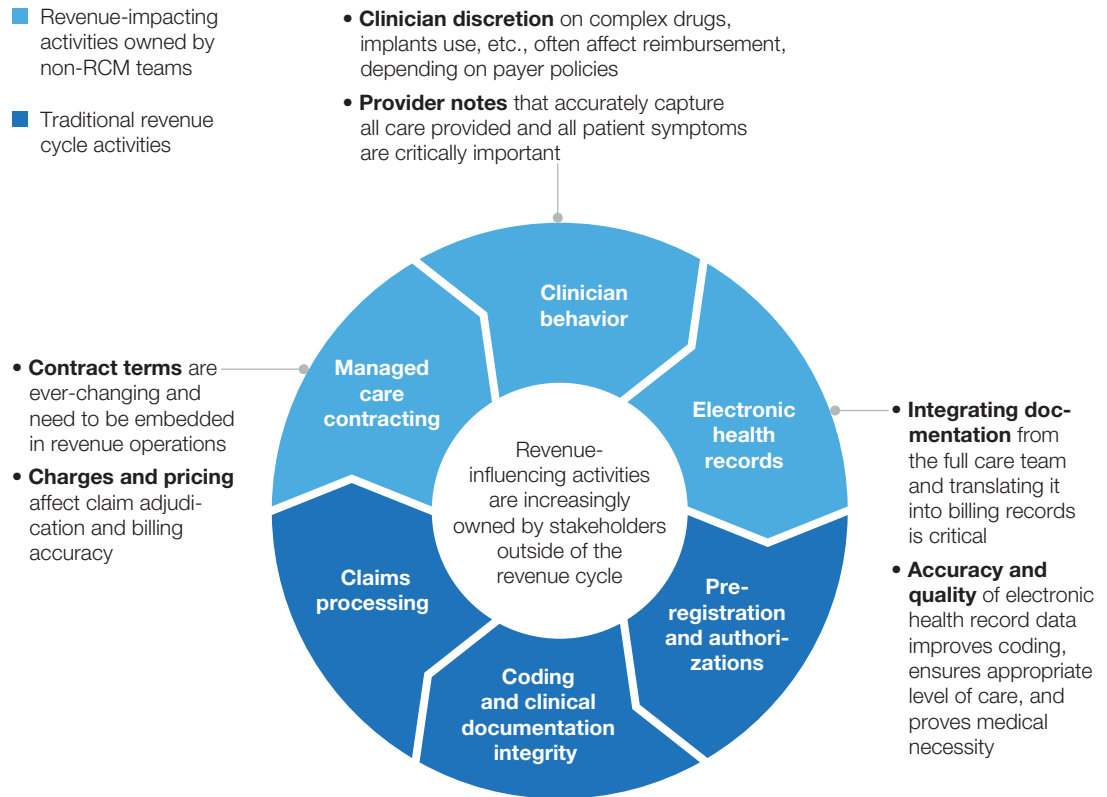 Revenue-impacting
activities owned by
non-RCM teams
Traditional revenue
cycle activities
• Clinician discretion on complex drugs,
implants use, etc., often affect reimbursement,
depending on payer policies
• Provider notes that accurately capture
all care provided and all patient symptoms
are critically important
Clinician
behavior
Managed
care
contracting
Electronic
health
records
• Contract terms are
ever-changing and
need to be embedded
in revenue operations
• Charges and pricing
affect claim adjudi-
cation and billing
accuracy
Revenue-
influencing activities
are increasingly
owned by stakeholders
outside of the
revenue cycle
• Integrating doc-
mentation from
the full care team
and translating it
into billing records
is critical
• Accuracy and
quality of electronic
health record data
improves coding,
ensures appropriate
level of care, and
proves medical
necessity
Claims
processing
Pre-
registration
and authori-
zations
Coding
and clinical
documentation
integrity